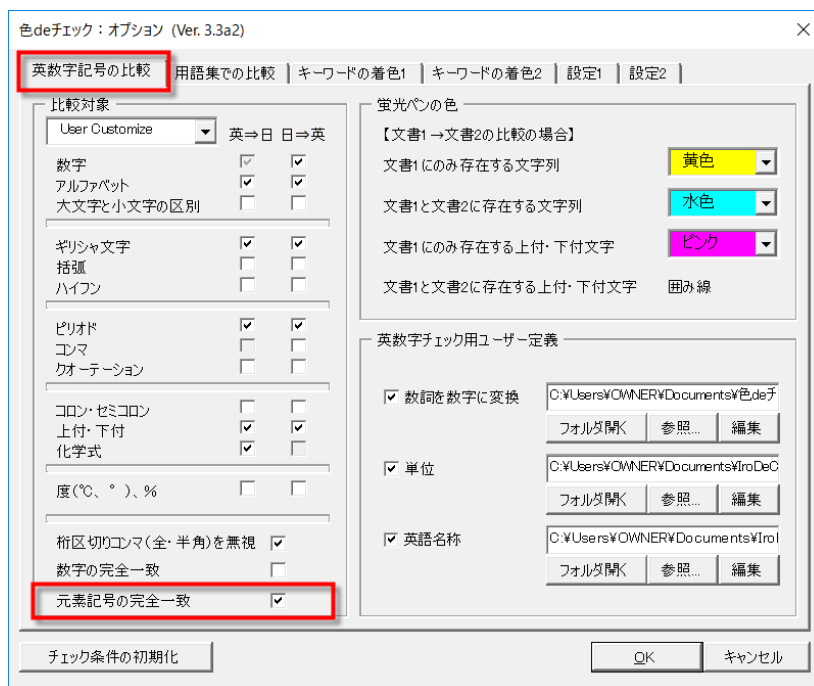 色deチェック：オプション (Ver. 3.3a2)
英数字記号の比較 用語集での比較 キーワードの着色1 キーワードの着色2 設定1 設定2
比較対象
User Customize 英⇒日 日⇒英
数字
アルファベット
大文字と小文字の区別
ギリシャ文字
括弧
ハイフン
ピリオド
コンマ
クオーテーション
コロン・セミコロン
上付・下付
化学式
度(℃、°)、%
桁区切りコンマ(全・半角)を無視
数字の完全一致
元素記号の完全一致
蛍光ペンの色
【文書1→文書2の比較の場合】
文書1にのみ存在する文字列 黄色
文書1と文書2に存在する文字列 水色
文書1にのみ存在する上付・下付文字 ピンク
文書1と文書2に存在する上付・下付文字 囲み線
英数字チェック用ユーザー定義
数詞を数字に変換 C:¥Users¥OWNER¥Documents¥色deチ
フォルダ開く 参照... 編集
単位 C:¥Users¥OWNER¥Documents¥IroDeC
フォルダ開く 参照... 編集
英語名称 C:¥Users¥OWNER¥Documents¥Irol
フォルダ開く 参照... 編集
チェック条件の初期化 OK キャンセル